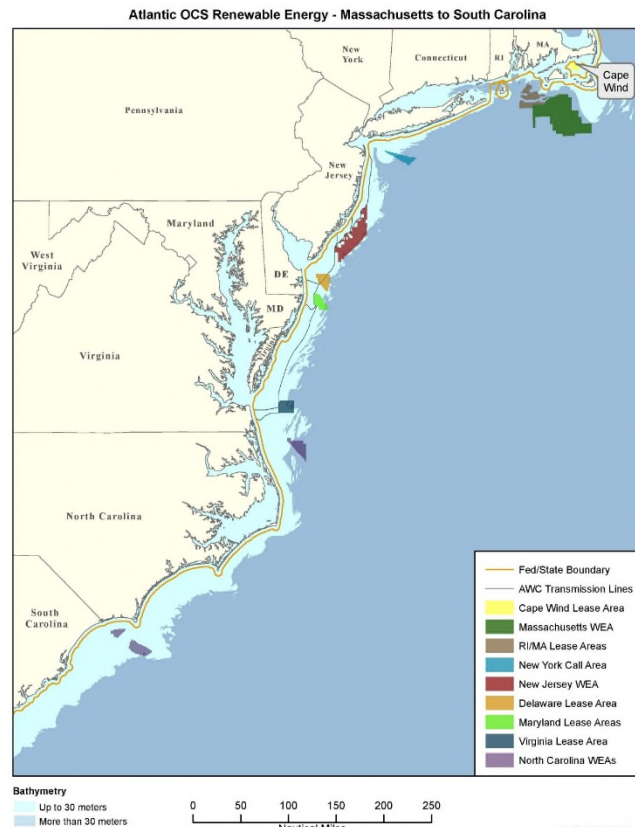 Atlantic OCS Renewable Energy - Massachusetts to South Carolina
New
York
Connecticut
RI
MA
Cape
Wind
Pennsylvania
New
Jersey
Maryland
West
Virginia
DE
MD
Virginia
Virginia
North Carolina
South
Carolina
Fed/State Boundary
AWC Transmission Lines
Cape Wind Lease Area
Massachusetts WEA
RI/MA Lease Areas
New York Call Area
New Jersey WEA
Delaware Lease Area
Maryland Lease Areas
Virginia Lease Area
North Carolina WEAs
Bathymetry
Up to 30 meters
More than 30 meters
0 50 100 150 200 250
Nautical Miles